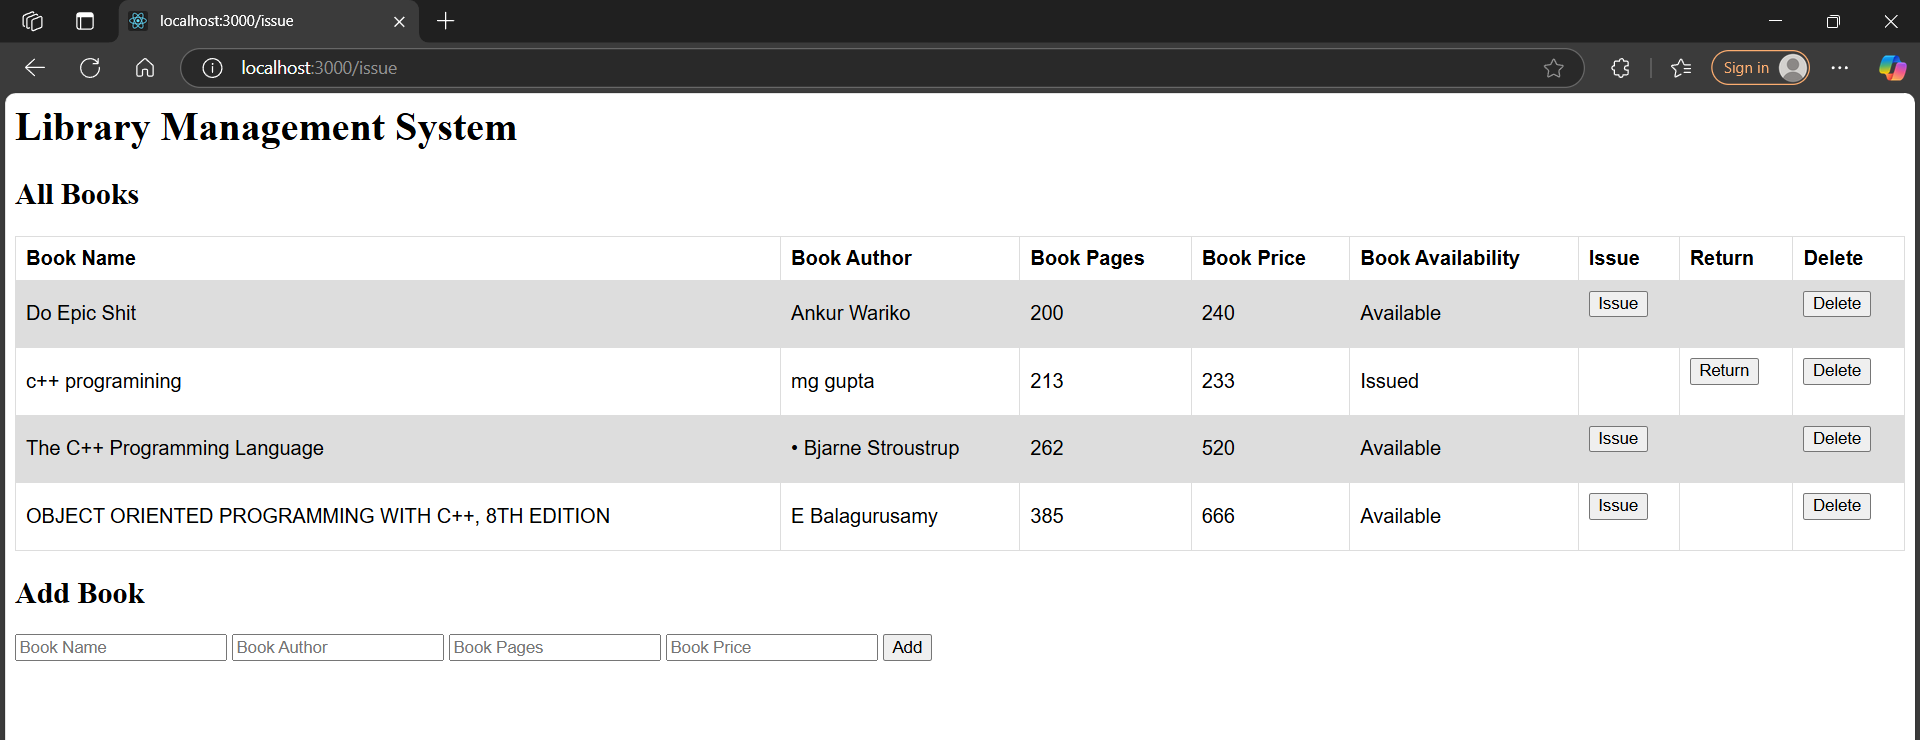 localhost:3000/issue
localhost:3000/issue
Sign in
Library Management System
All Books
Book Name Book Author Book Pages Book Price Book Availability Issue Return Delete
Do Epic Shit Ankur Wariko 200 240 Available Issue Delete
c++ programining mg gupta 213 233 Issued Return Delete
The C++ Programming Language • Bjarne Stroustrup 262 520 Available Issue Delete
OBJECT ORIENTED PROGRAMMING WITH C++, 8TH EDITION E Balagurusamy 385 666 Available Issue Delete
Add Book
Book Name Book Author Book Pages Book Price Add